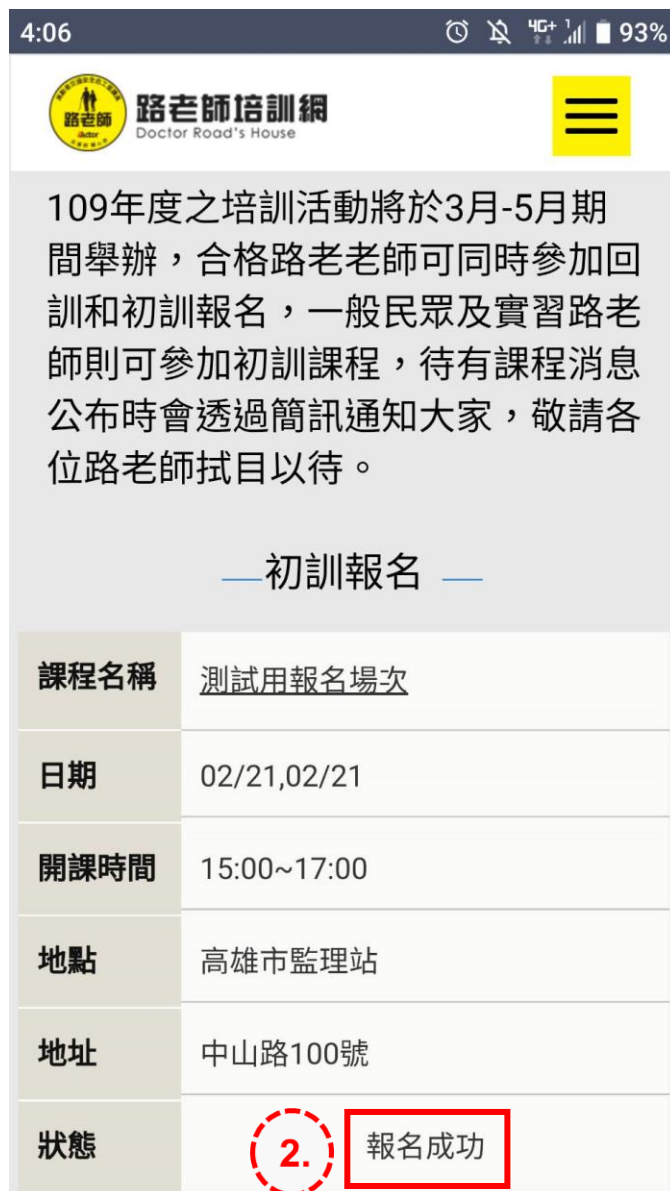 4:06 4G+ 93%
路老師
路老師培訓網
Doctor Road's House
109年度之培訓活動將於3月-5月期
間舉辦，合格路老老師可同時參加回
訓和初訓報名，一般民眾及實習路老
師則可參加初訓課程，待有課程消息
公布時會透過簡訊通知大家，敬請各
位路老師拭目以待。
初訓報名
課程名稱 測試用報名場次
日期 02/21,02/21
開課時間 15:00~17:00
地點 高雄市監理站
地址 中山路100號
狀態 2. 報名成功